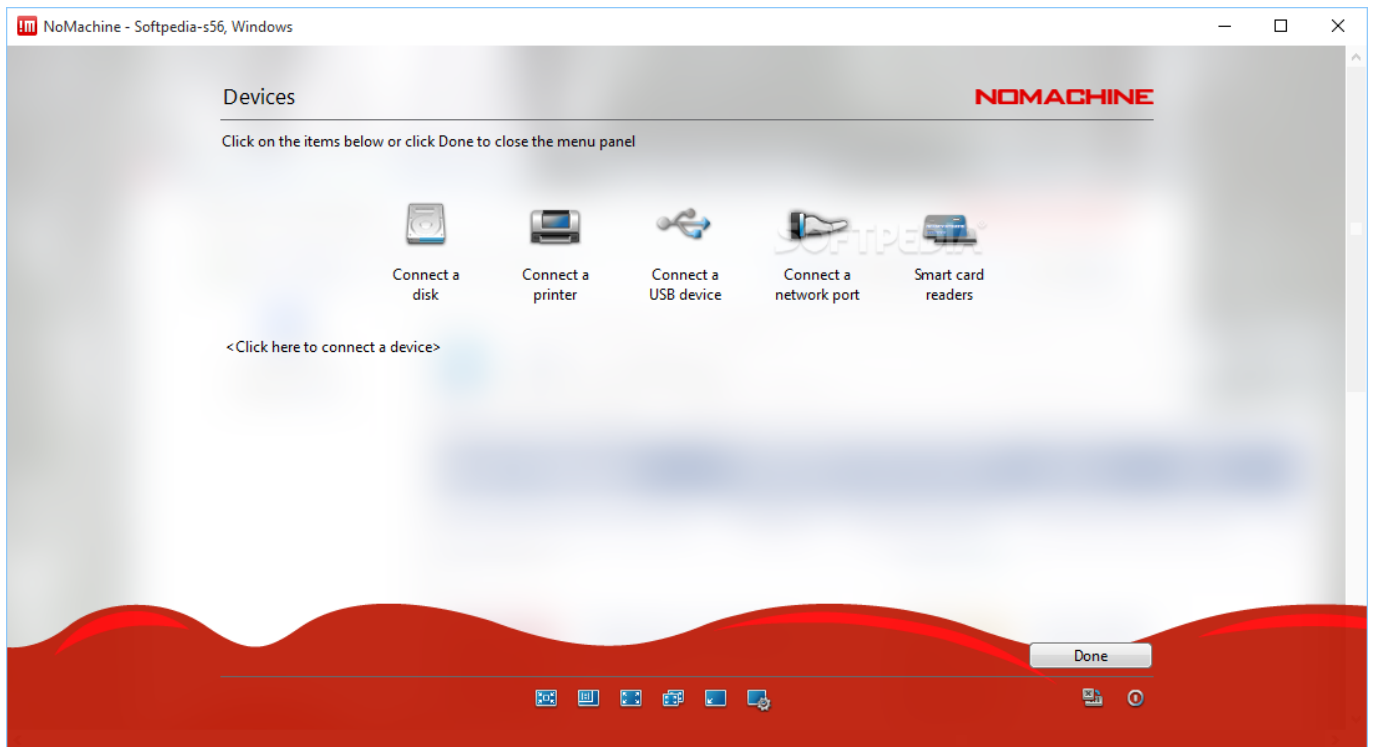 NoMachine - Softpedia-s56, Windows
Devices
NOMACHINE
Click on the items below or click Done to close the menu panel
SOFTPEDIA®
Connect a
disk
Connect a
printer
Connect a
USB device
Connect a
network port
Smart card
readers
<Click here to connect a device>
Done